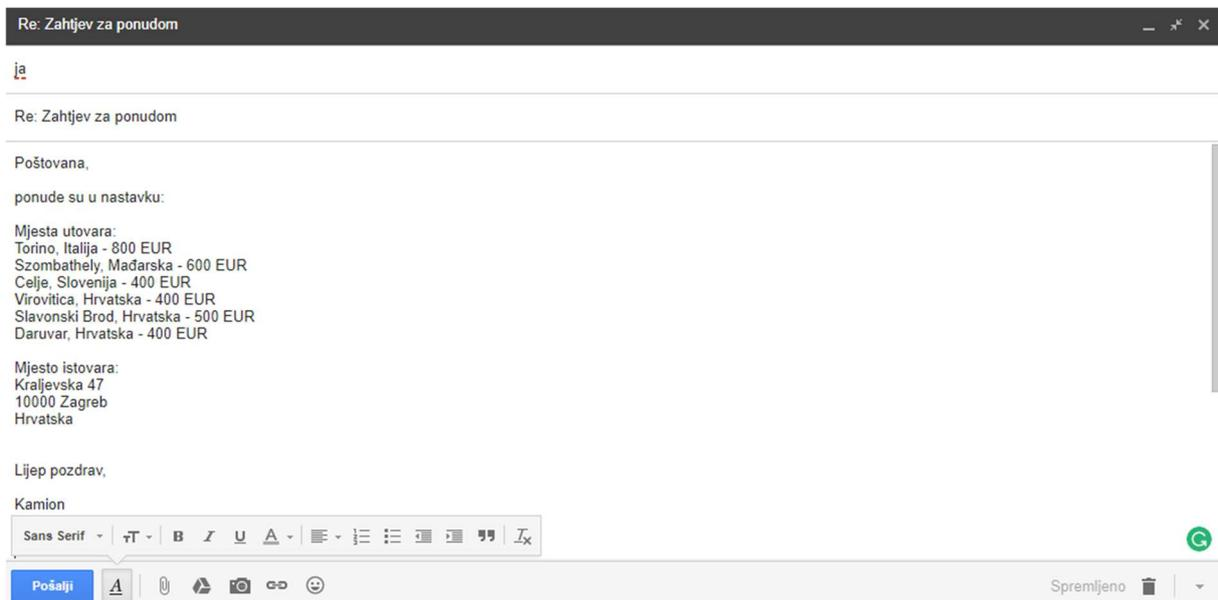 Re: Zahtjev za ponudom
ja
Re: Zahtjev za ponudom
Poštovana,
ponude su u nastavku:
Mjesta utovara:
Torino, Italija - 800 EUR
Szombathely, Mađarska - 600 EUR
Celje, Slovenija - 400 EUR
Virovitica, Hrvatska - 400 EUR
Slavonski Brod, Hrvatska - 500 EUR
Daruvar, Hrvatska - 400 EUR
Mjesto istovara:
Kraljevska 47
10000 Zagreb
Hrvatska
Lijep pozdrav,
Kamion
Sans Serif
Pošalji
Spremljeno